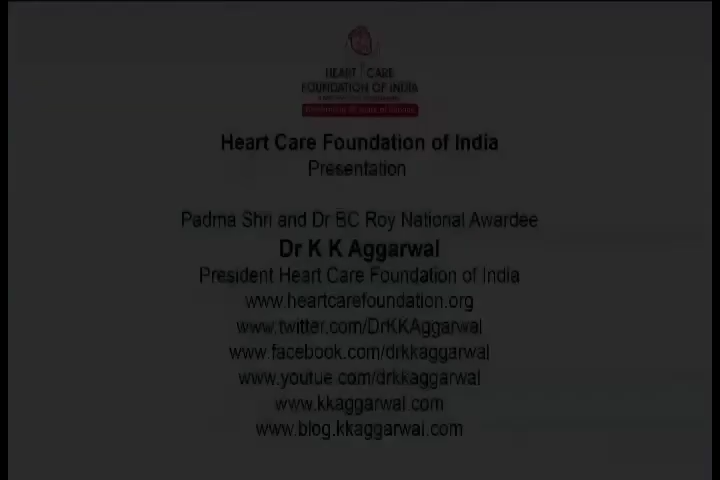 HEART CARE
FOUNDATION OF INDIA
Heart Care Foundation of India
Presentation
Padma Shri and Dr BC Roy National Awardee
Dr K K Aggarwal
President Heart Care Foundation of India
www.heartcarefoundation.org
www.twitter.com/DrKKAggarwal
www.facebook.com/drkkaggarwal
www.youtue.com/drkkaggarwal
www.kkaggarwal.com
www.blog.kkaggarwal.com